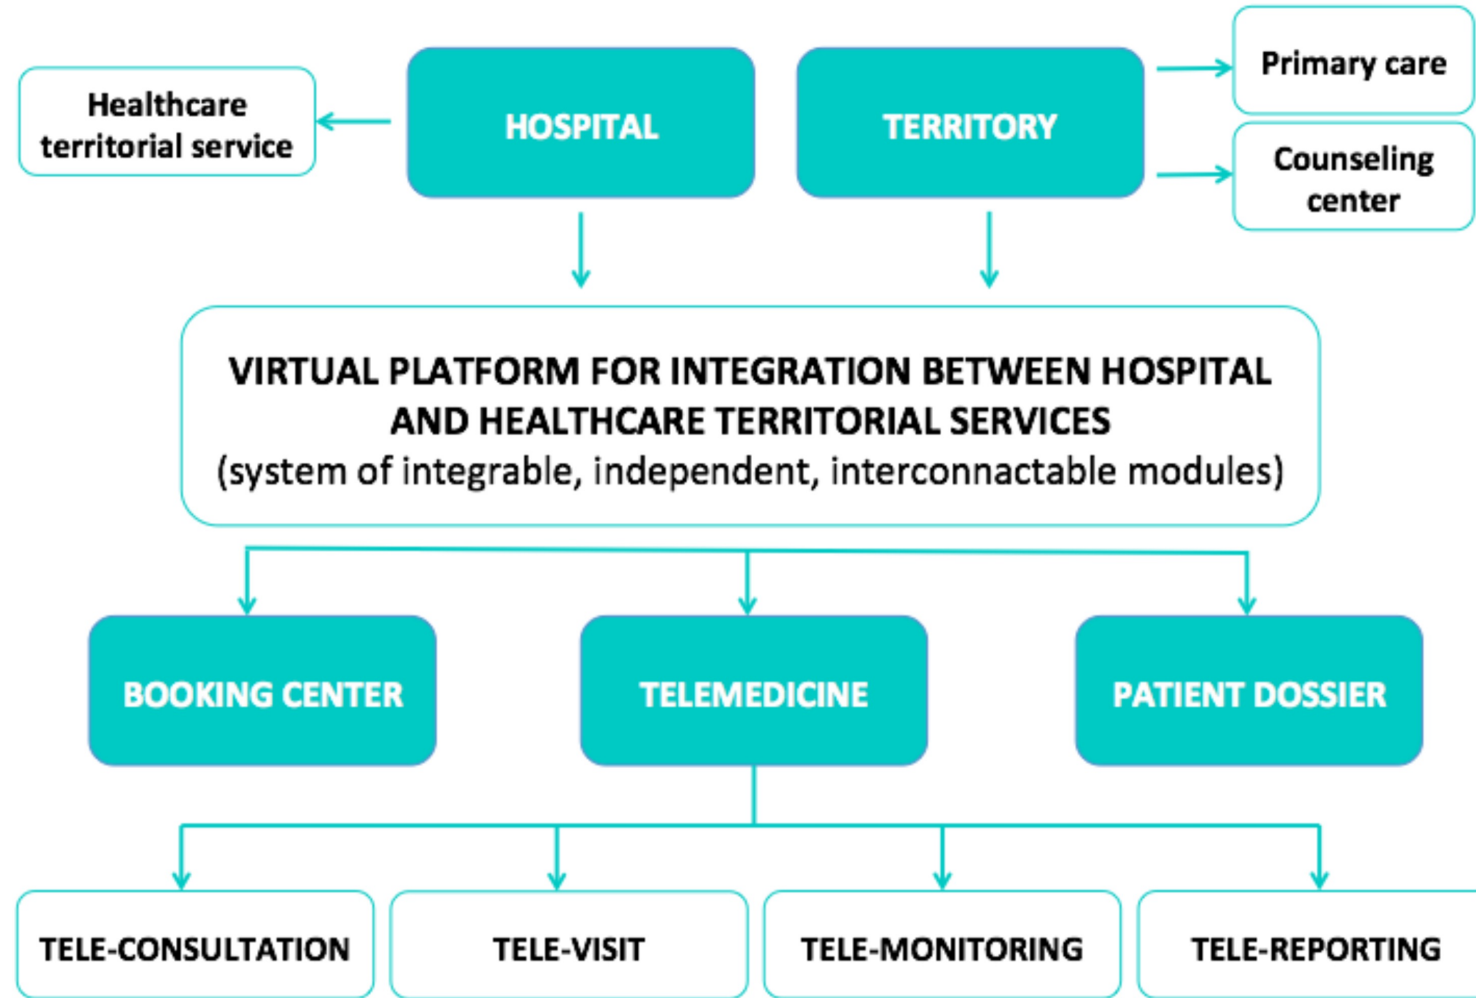 Healthcare
territorial service
HOSPITAL
TERRITORY
Primary care
Counseling
center
VIRTUAL PLATFORM FOR INTEGRATION BETWEEN HOSPITAL
AND HEALTHCARE TERRITORIAL SERVICES
(system of integrable, independent, interconnactable modules)
BOOKING CENTER
TELEMEDICINE
PATIENT DOSSIER
TELE-CONSULTATION
TELE-VISIT
TELE-MONITORING
TELE-REPORTING